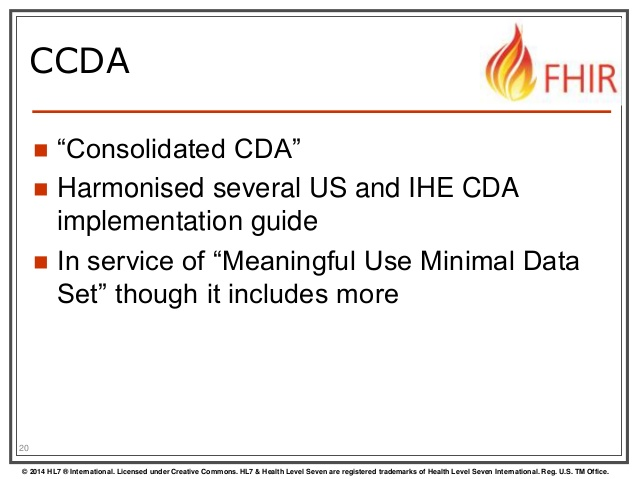 CCDA
FHIR
“Consolidated CDA”
Harmonised several US and IHE CDA
implementation guide
In service of “Meaningful Use Minimal Data
Set” though it includes more
20
© 2014 HL7 ® International. Licensed under Creative Commons. HL7 & Health Level Seven are registered trademarks of Health Level Seven International. Reg. U.S. TM Office.